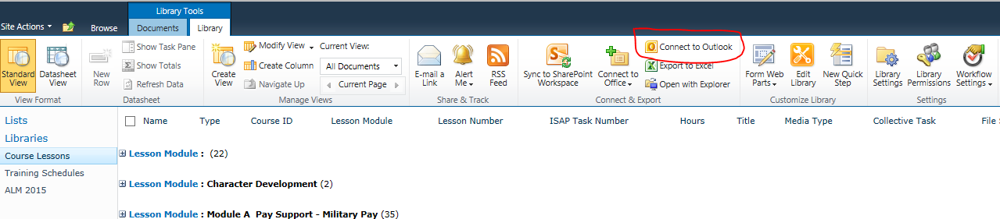 Library Tools
Site Actions Browse Documents Library
Standard View
Datasheet View
View Format
New Row
Show Task Pane
Show Totals
Refresh Data
Datasheet
Create View
Modify View
Create Column
Navigate Up
Current View:
All Documents
Current Page
Manage Views
E-mail a Link
Alert Me
RSS Feed
Share & Track
Sync to SharePoint Workspace
Connect to Office
Connect to Outlook
Export to Excel
Open with Explorer
Connect & Export
Form Web Parts
Edit Library
New Quick Step
Customize Library
Library Settings
Library Permissions
Workflow Settings
Settings
Lists
Libraries
Course Lessons
Training Schedules
ALM 2015
Name Type Course ID Lesson Module Lesson Number ISAP Task Number Hours Title Media Type Collective Task File
Lesson Module : (22)
Lesson Module : Character Development (2)
Lesson Module : Module A Pay Support - Military Pay (35)